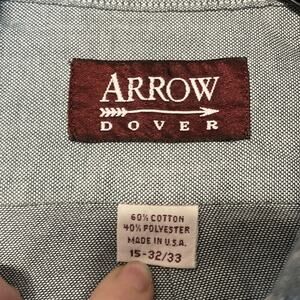 ARROW
DOVER
60% COTTON
40% POLYESTER
MADE IN U.S.A.
15-32/33